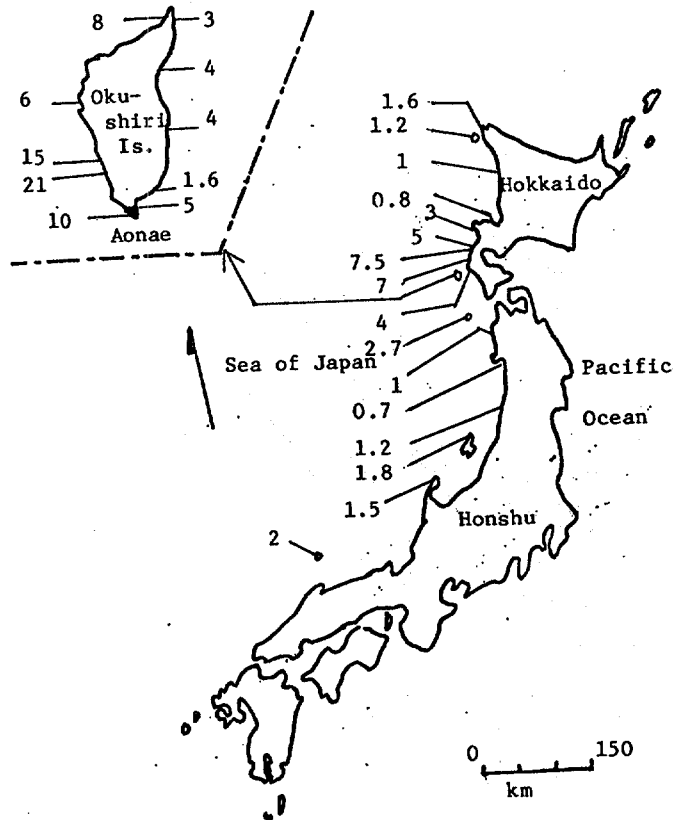 8
3
4
6
Oku-
shiri
Is.
4
15
21
1.6
5
10
Aonae
1.6
1.2
1
Hokkaido
0.8
3
5
7.5
7
4
2.7
Sea of Japan
1
Pacific
Ocean
0.7
1.2
1.8
1.5
Honshu
2
0
150
km